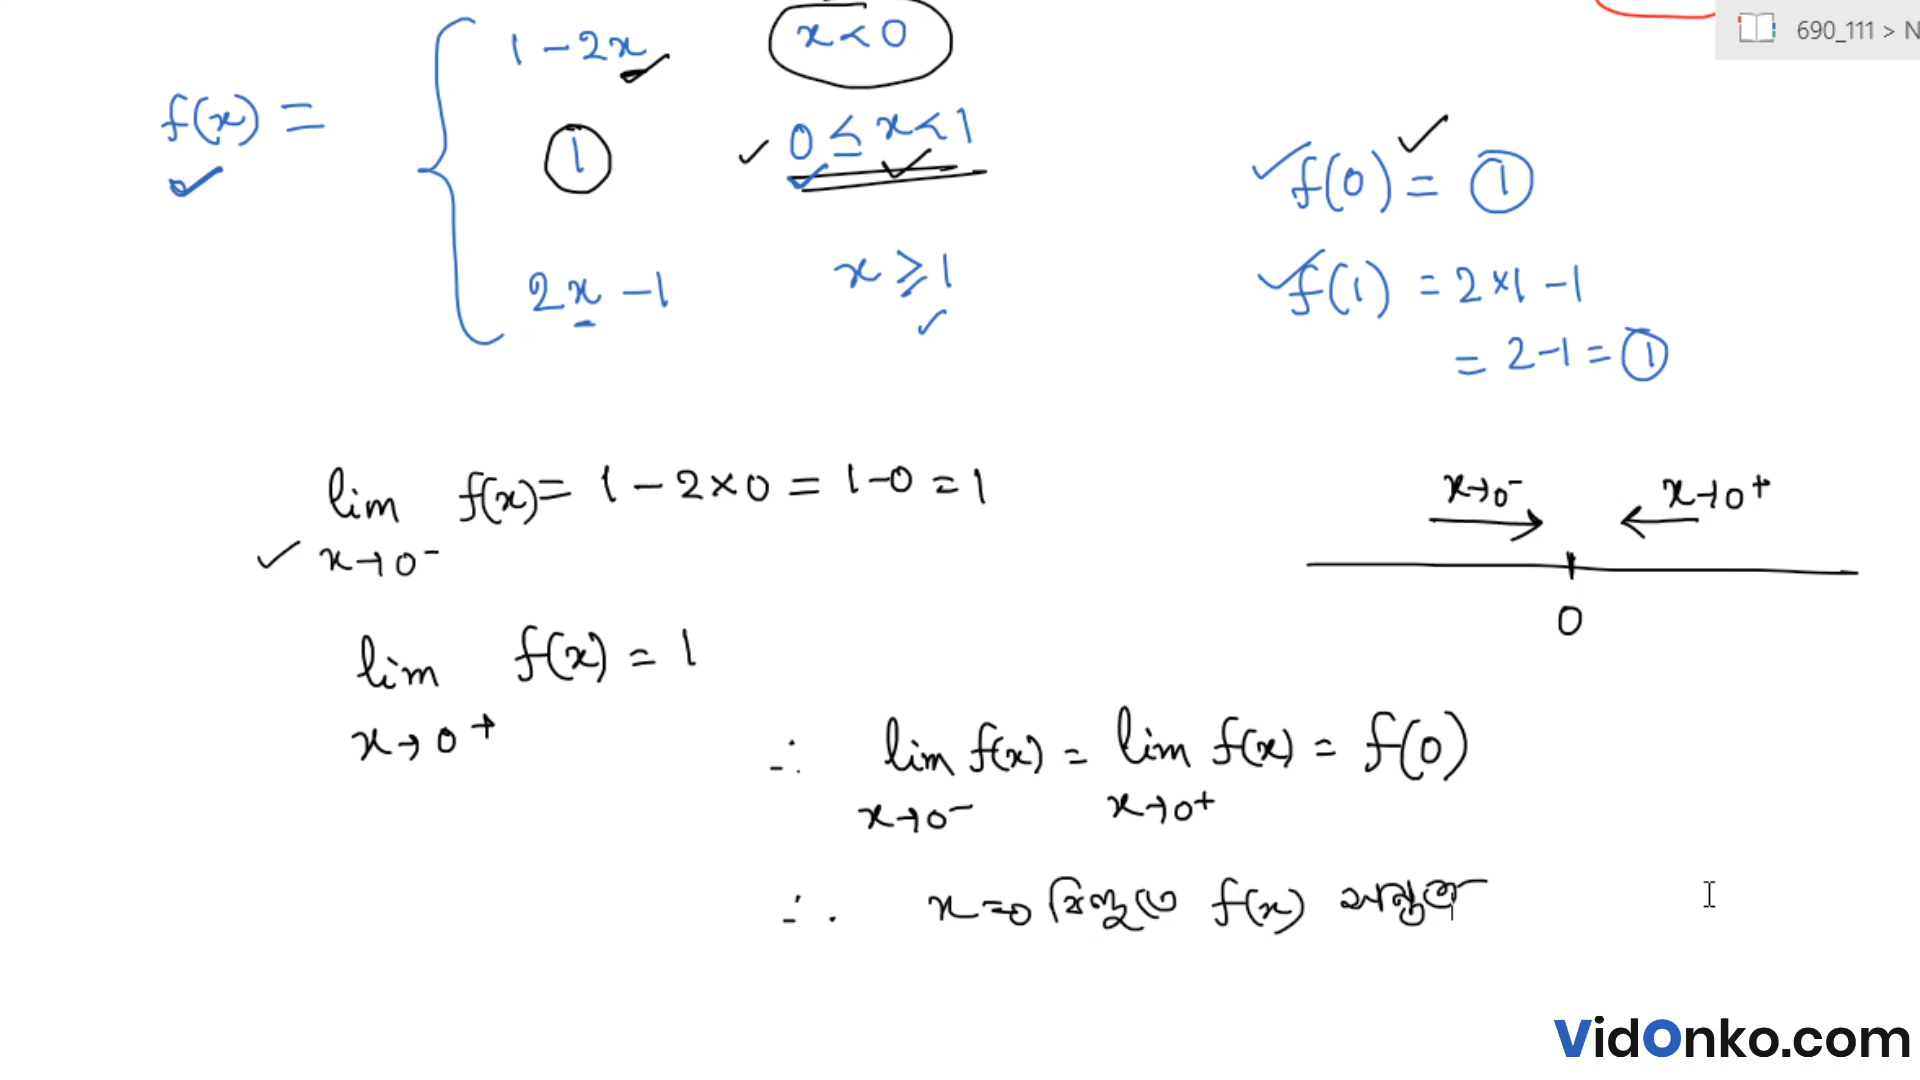 690_111 > N
f(x) = { 1 - 2x x < 0
1 0 ≤ x < 1
2x - 1 x ≥ 1
f(0) = 1
f(1) = 2×1 - 1
= 2-1 = 1
lim x→0⁻ f(x) = 1 - 2×0 = 1-0 = 1
x→0⁻ x→0⁺
0
lim x→0⁺ f(x) = 1
∴ lim x→0⁻ f(x) = lim x→0⁺ f(x) = f(0)
∴ x=0 বিন্দুতে f(x)
VidOnko.com